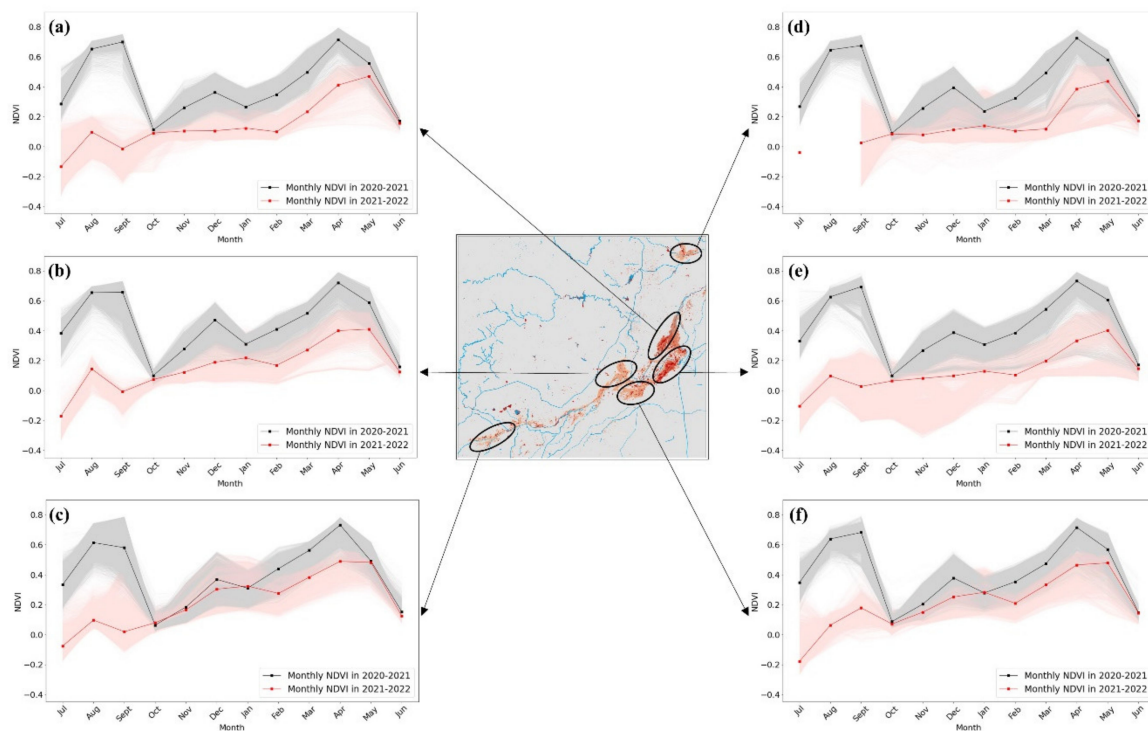 (a)
0.8
0.6
0.4
0.2
0.0
−0.2
−0.4
NDVI
Monthly NDVI in 2020-2021
Monthly NDVI in 2021-2022
Jul Aug Sept Oct Nov Dec Jan Feb Mar Apr May Jun
Month
(d)
0.8
0.6
0.4
0.2
0.0
−0.2
−0.4
NDVI
Monthly NDVI in 2020-2021
Monthly NDVI in 2021-2022
Jul Aug Sept Oct Nov Dec Jan Feb Mar Apr May Jun
Month
(b)
0.8
0.6
0.4
0.2
0.0
−0.2
−0.4
NDVI
Monthly NDVI in 2020-2021
Monthly NDVI in 2021-2022
Jul Aug Sept Oct Nov Dec Jan Feb Mar Apr May Jun
Month
(e)
0.8
0.6
0.4
0.2
0.0
−0.2
−0.4
NDVI
Monthly NDVI in 2020-2021
Monthly NDVI in 2021-2022
Jul Aug Sept Oct Nov Dec Jan Feb Mar Apr May Jun
Month
(c)
0.8
0.6
0.4
0.2
0.0
−0.2
−0.4
NDVI
Monthly NDVI in 2020-2021
Monthly NDVI in 2021-2022
Jul Aug Sept Oct Nov Dec Jan Feb Mar Apr May Jun
Month
(f)
0.8
0.6
0.4
0.2
0.0
−0.2
−0.4
NDVI
Monthly NDVI in 2020-2021
Monthly NDVI in 2021-2022
Jul Aug Sept Oct Nov Dec Jan Feb Mar Apr May Jun
Month